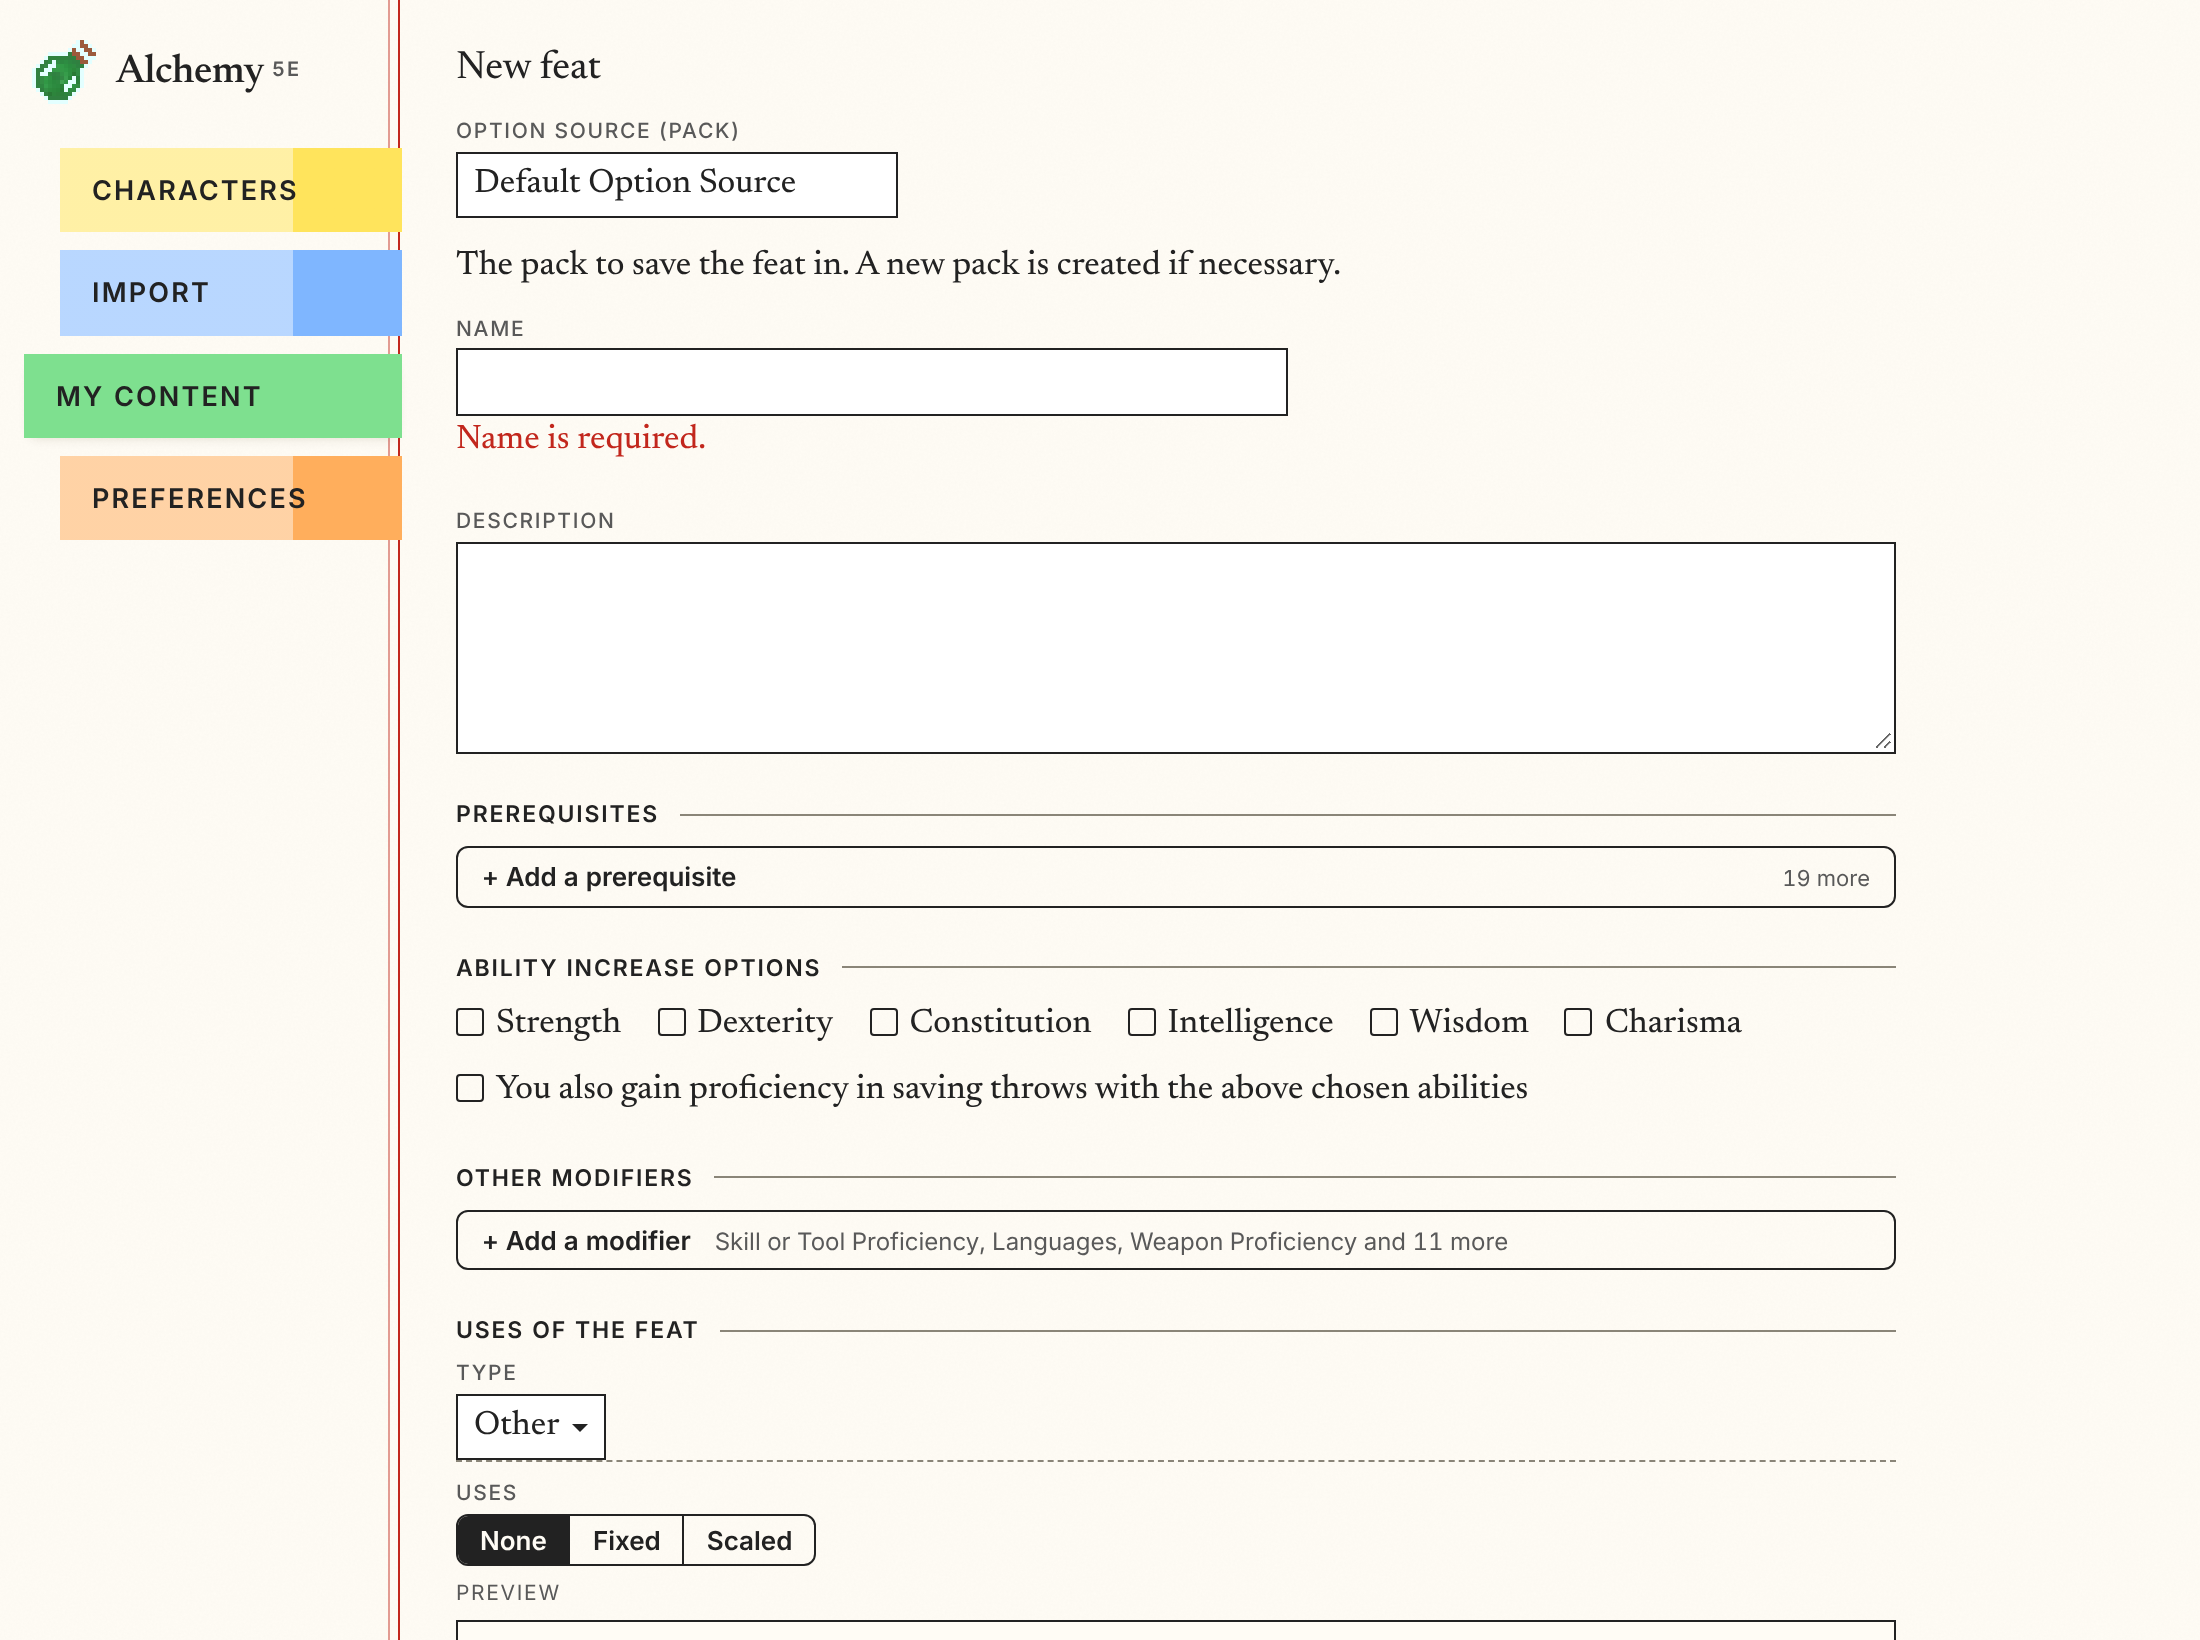 Alchemy 5E
CHARACTERS
IMPORT
MY CONTENT
PREFERENCES
New feat
OPTION SOURCE (PACK)
Default Option Source
The pack to save the feat in. A new pack is created if necessary.
NAME
Name is required.
DESCRIPTION
PREREQUISITES
+ Add a prerequisite 19 more
ABILITY INCREASE OPTIONS
Strength Dexterity Constitution Intelligence Wisdom Charisma
You also gain proficiency in saving throws with the above chosen abilities
OTHER MODIFIERS
+ Add a modifier Skill or Tool Proficiency, Languages, Weapon Proficiency and 11 more
USES OF THE FEAT
TYPE
Other
USES
None Fixed Scaled
PREVIEW